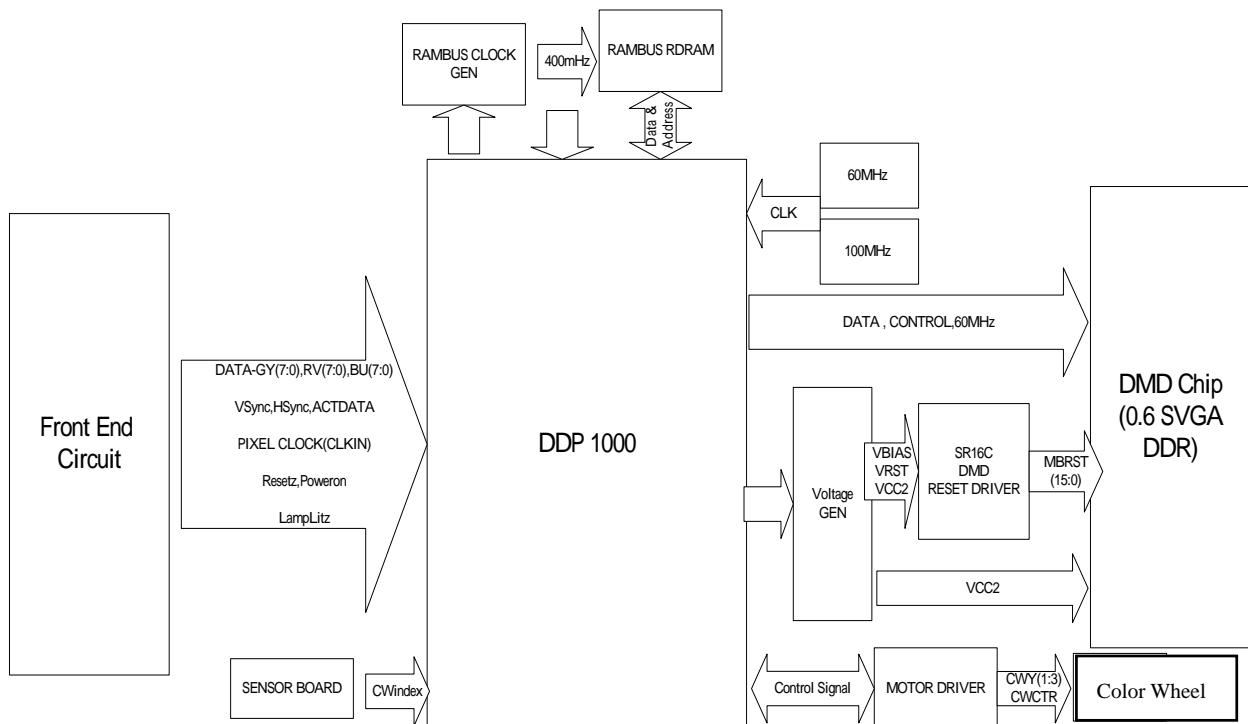 RAMBUS CLOCK
GEN
400mHz
RAMBUS RDRAM
Data &
Address
60MHz
CLK
100MHz
Front End
Circuit
DATA-GY(7:0),RV(7:0),BU(7:0)
VSync,HSync,ACTDATA
PIXEL CLOCK(CLKIN)
Resetz,Poweron
LampLitz
DDP 1000
DATA , CONTROL,60MHz
DMD Chip
(0.6 SVGA
DDR)
Voltage
GEN
VBIAS
VRST
VCC2
SR16C
DMD
RESET DRIVER
MBRST
(15:0)
VCC2
SENSOR BOARD
CWindex
Control Signal
MOTOR DRIVER
CWY(1:3)
CWCTR
Color Wheel